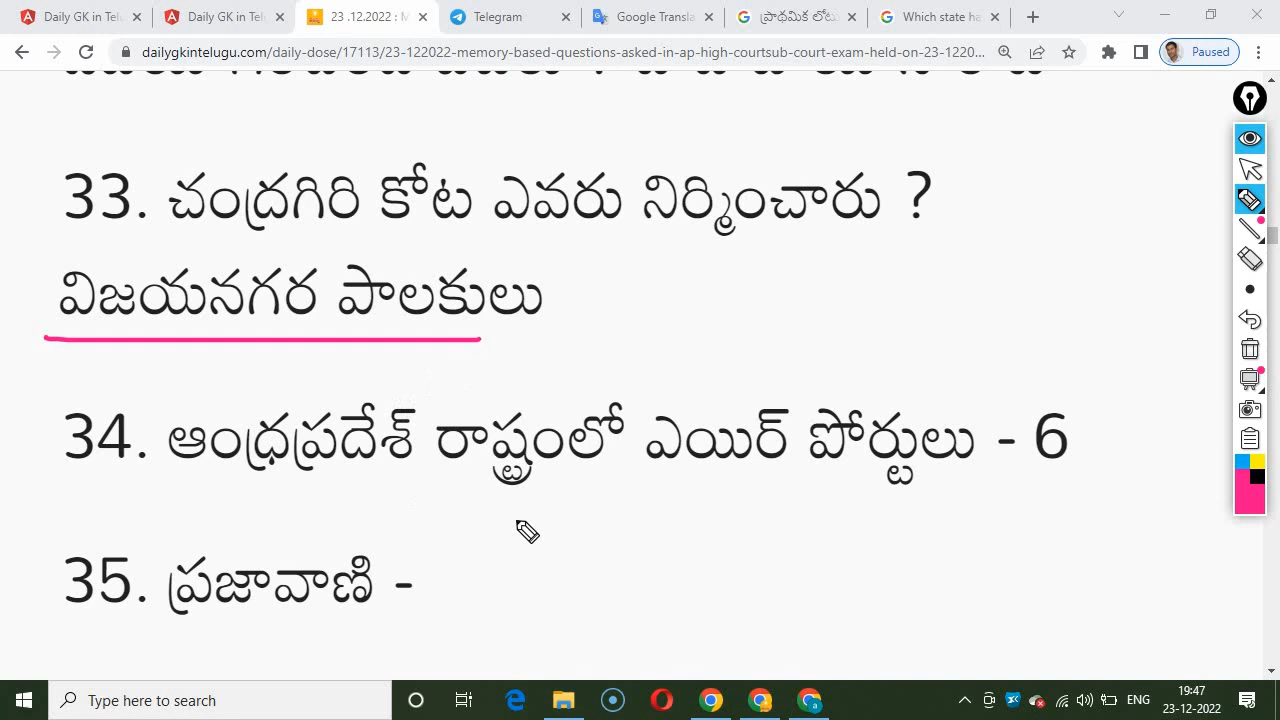 Daily GK in Tel
Daily GK in Telu
23 .12.2022 : M
Telegram
Google Transla
ప్రాథమిక లోటు
Which state ha
dailygkintelugu.com/daily-dose/17113/23-122022-memory-based-questions-asked-in-ap-high-courtsub-court-exam-held-on-23-1220...
Paused
33. చంద్రగిరి కోట ఎవరు నిర్మించారు ?
విజయనగర పాలకులు
34. ఆంధ్రప్రదేశ్ రాష్ట్రంలో ఎయిర్ పోర్టులు - 6
35. ప్రజావాణి -
Type here to search
ENG
19:47
23-12-2022